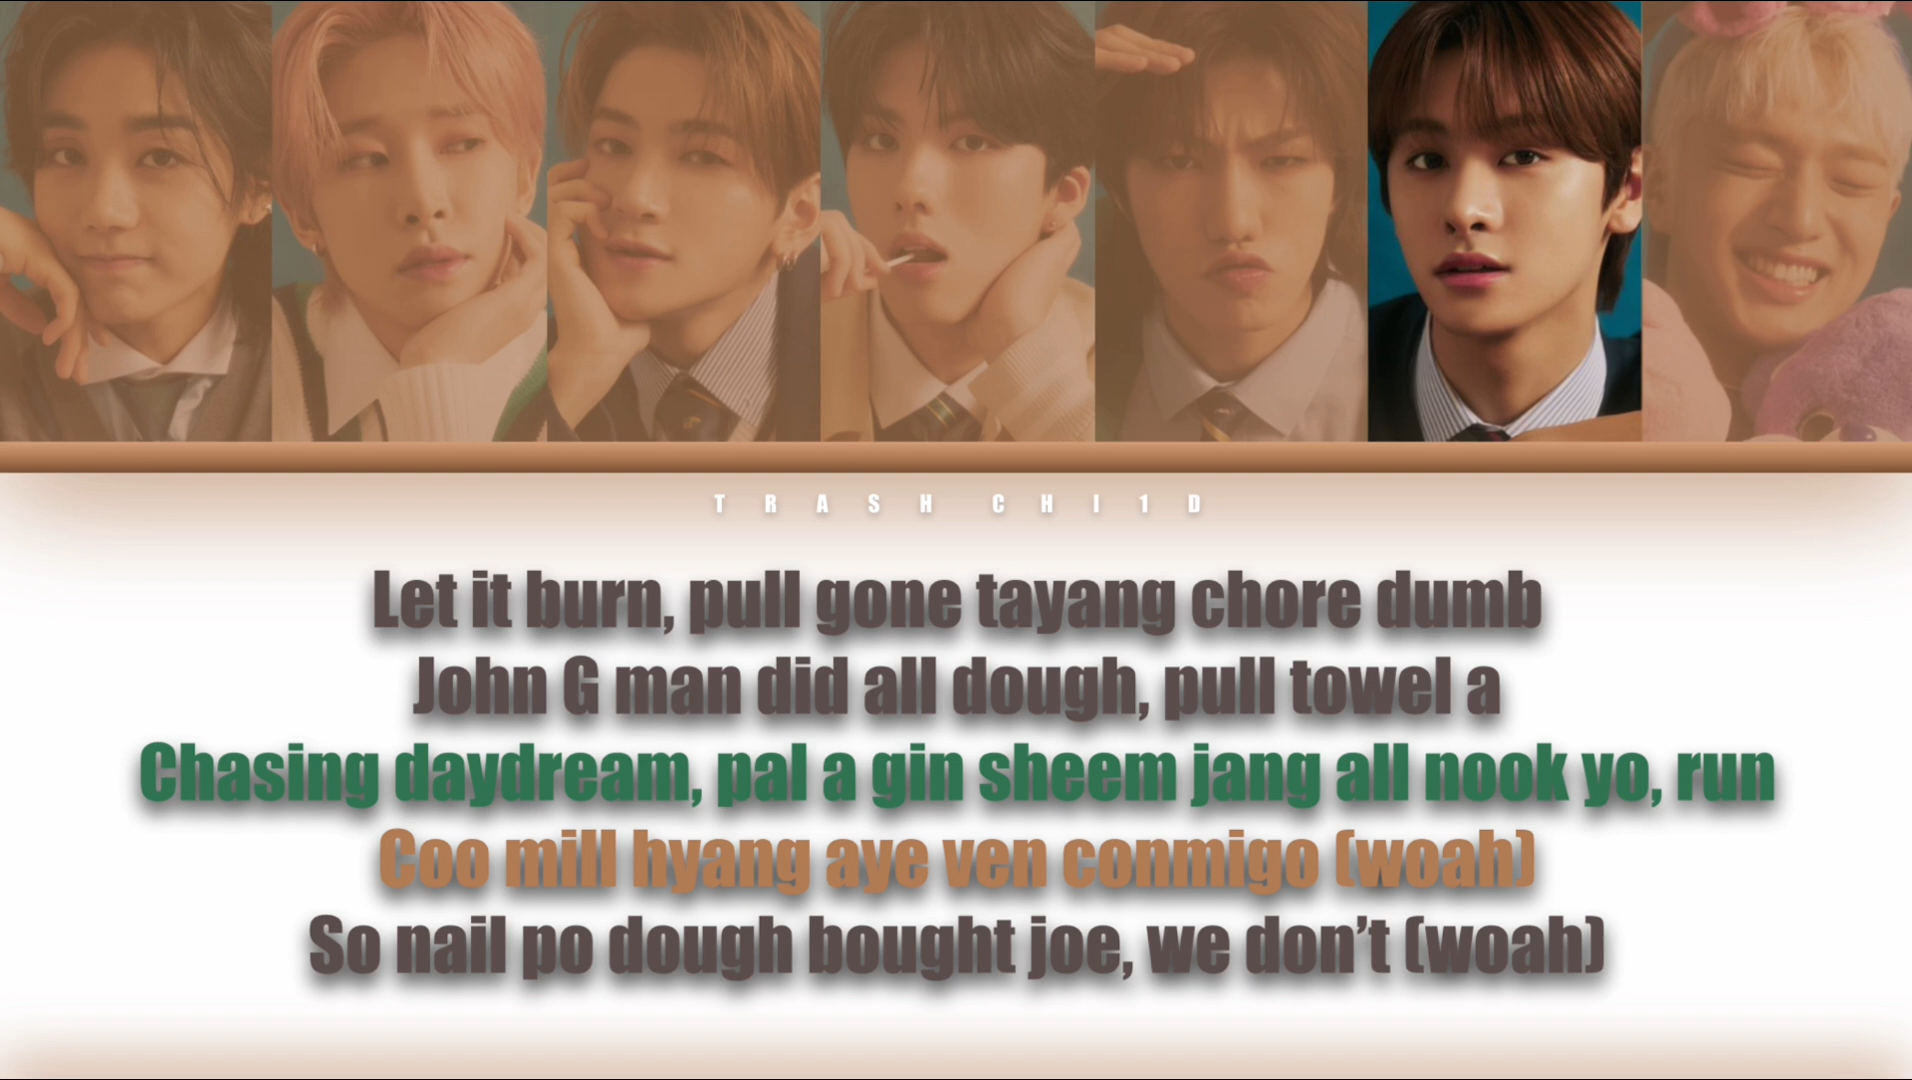 TRASH CHI1D
Let it burn, pull gone tayang chore dumb
John G man did all dough, pull towel a
Chasing daydream, pal a gin sheem jang all nook yo, run
Coo mill hyang aye ven conmigo (woah)
So nail po dough bought joe, we don’t (woah)